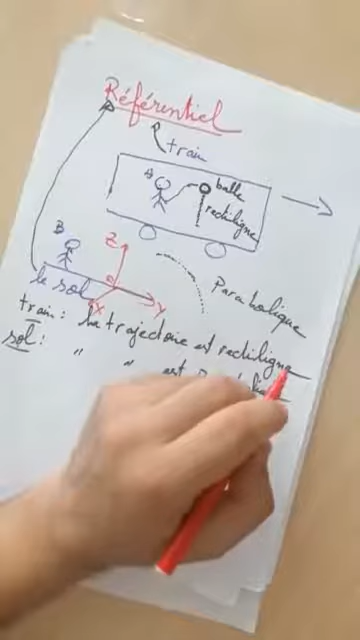 Référentiel
train
A
balle
rectiligne
B
Z
Y
X
le sol
Parabolique
train : La trajectoire est rectiligne
sol : " " est